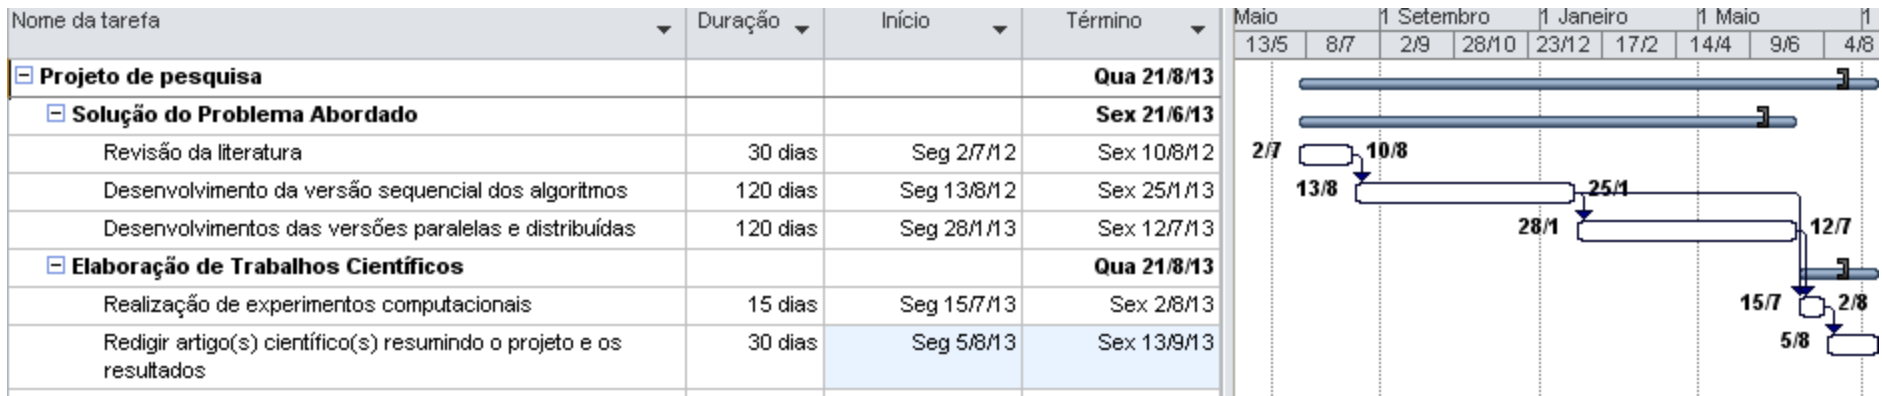 Nome da tarefa Duração Início Término Maio 1 Setembro 1 Janeiro 1 Maio 1
13/5 8/7 2/9 28/10 23/12 17/2 14/4 9/6 4/8
Projeto de pesquisa Qua 21/8/13
Solução do Problema Abordado Sex 21/6/13
Revisão da literatura 30 dias Seg 2/7/12 Sex 10/8/12 2/7 10/8
Desenvolvimento da versão sequencial dos algoritmos 120 dias Seg 13/8/12 Sex 25/1/13 13/8 25/1
Desenvolvimentos das versões paralelas e distribuídas 120 dias Seg 28/1/13 Sex 12/7/13 28/1 12/7
Elaboração de Trabalhos Científicos Qua 21/8/13
Realização de experimentos computacionais 15 dias Seg 15/7/13 Sex 2/8/13 15/7 2/8
Redigir artigo(s) científico(s) resumindo o projeto e os 30 dias Seg 5/8/13 Sex 13/9/13 5/8
resultados